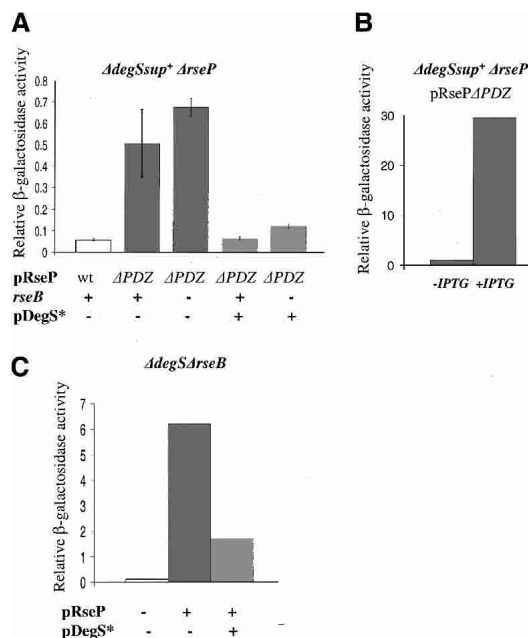 A
ΔdegSsup+ ΔrseP
Relative β-galactosidase activity
0.8
0.7
0.6
0.5
0.4
0.3
0.2
0.1
0
pRseP wt ΔPDZ ΔPDZ ΔPDZ ΔPDZ
rseB + + - + -
pDegS* - - - + +
B
ΔdegSsup+ ΔrseP
pRsePΔPDZ
Relative β-galactosidase activity
30
20
10
0
-IPTG +IPTG
C
ΔdegSΔrseB
Relative β-galactosidase activity
7
6
5
4
3
2
1
0
pRseP - + +
pDegS* - - +